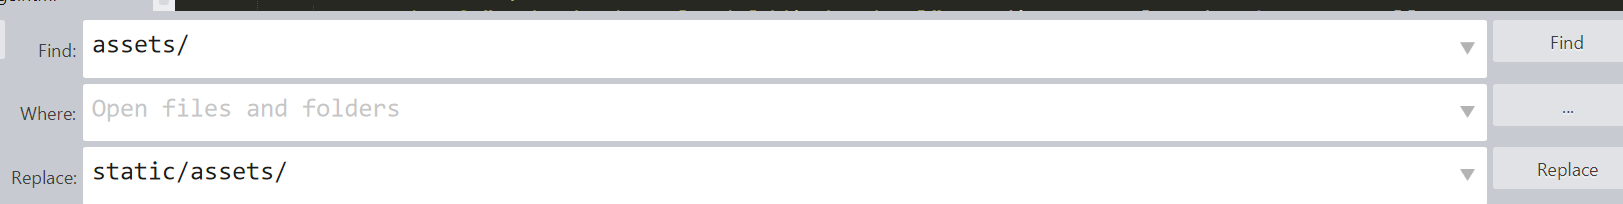 Find: assets/ Find
Where: Open files and folders ...
Replace: static/assets/ Replace